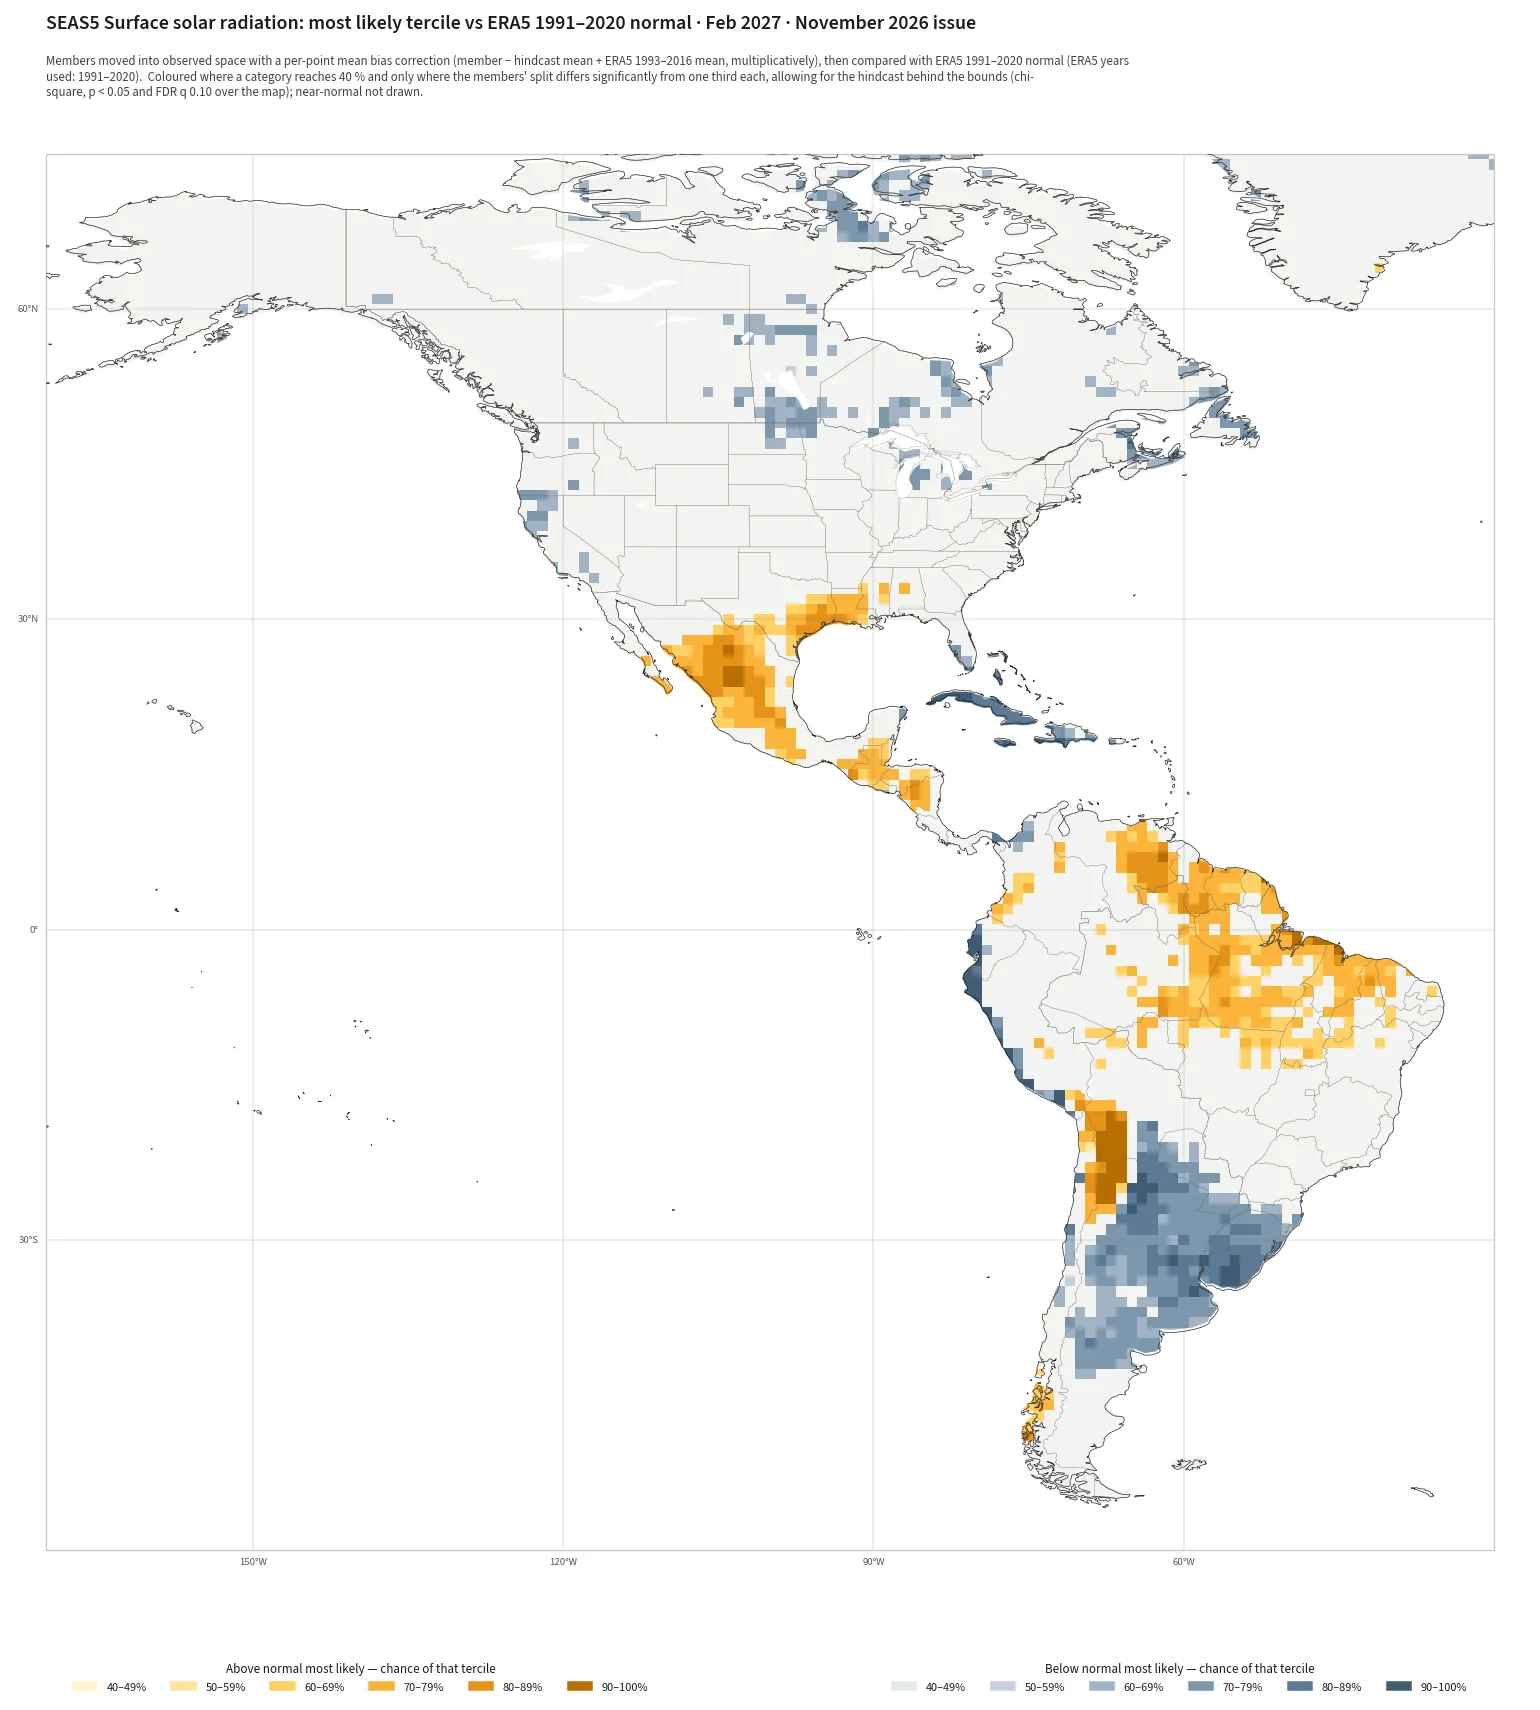 SEAS5 Surface solar radiation: most likely tercile vs ERA5 1991–2020 normal · Feb 2027 · November 2026 issue
Members moved into observed space with a per-point mean bias correction (member − hindcast mean + ERA5 1993–2016 mean, multiplicatively), then compared with ERA5 1991–2020 normal (ERA5 years
used: 1991–2020).  Coloured where a category reaches 40 % and only where the members' split differs significantly from one third each, allowing for the hindcast behind the bounds (chi-
square, p < 0.05 and FDR q 0.10 over the map); near-normal not drawn.
60°N
30°N
0°
30°S
150°W
120°W
90°W
60°W
Above normal most likely — chance of that tercile
40–49%
50–59%
60–69%
70–79%
80–89%
90–100%
Below normal most likely — chance of that tercile
40–49%
50–59%
60–69%
70–79%
80–89%
90–100%